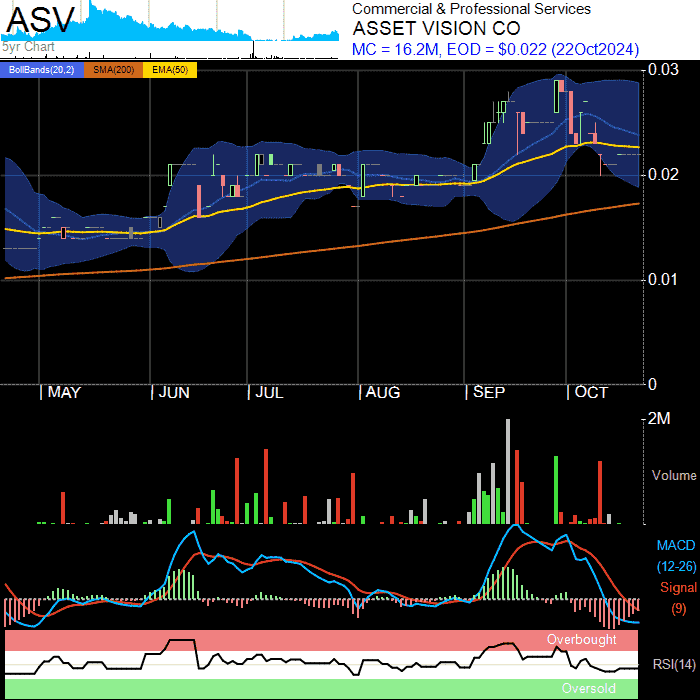 ASV
5yr Chart
Commercial & Professional Services
ASSET VISION CO
MC = 16.2M, EOD = $0.022 (22Oct2024)
BollBands(20,2) SMA(200) EMA(50)
0.03
0.02
0.01
0
MAY JUN JUL AUG SEP OCT
2M
Volume
MACD
(12-26)
Signal
(9)
Overbought
RSI(14)
Oversold